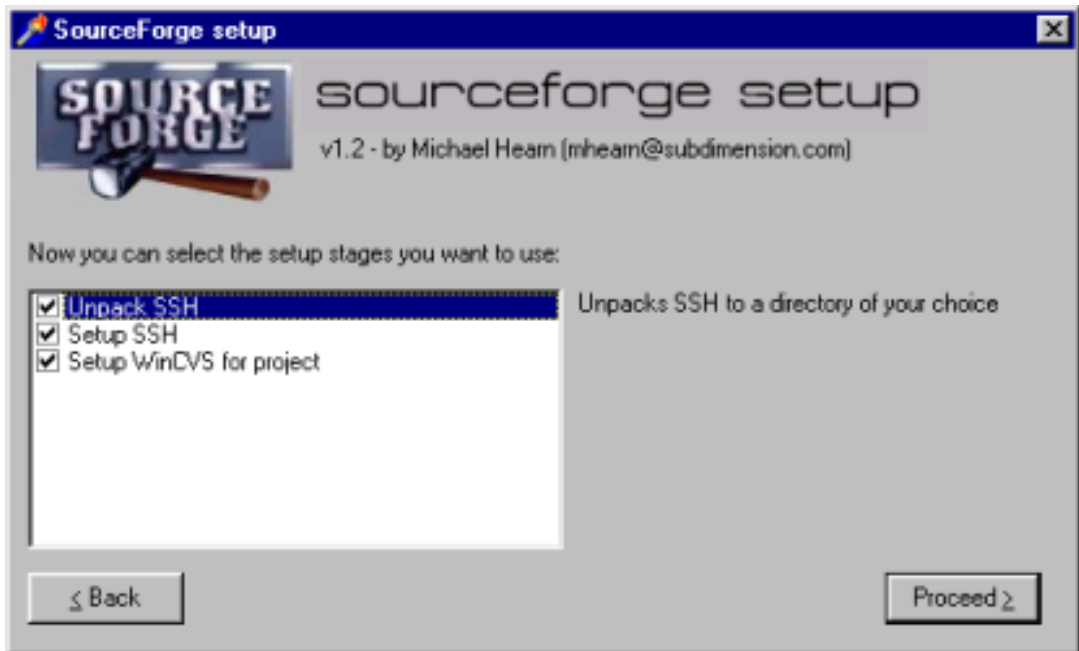 SourceForge setup
SOURCE
FORGE
sourceforge setup
v1.2 - by Michael Hearn (mhearn@subdimension.com)
Now you can select the setup stages you want to use:
Unpack SSH
Unpacks SSH to a directory of your choice
Setup SSH
Setup WinCVS for project
< Back
Proceed >